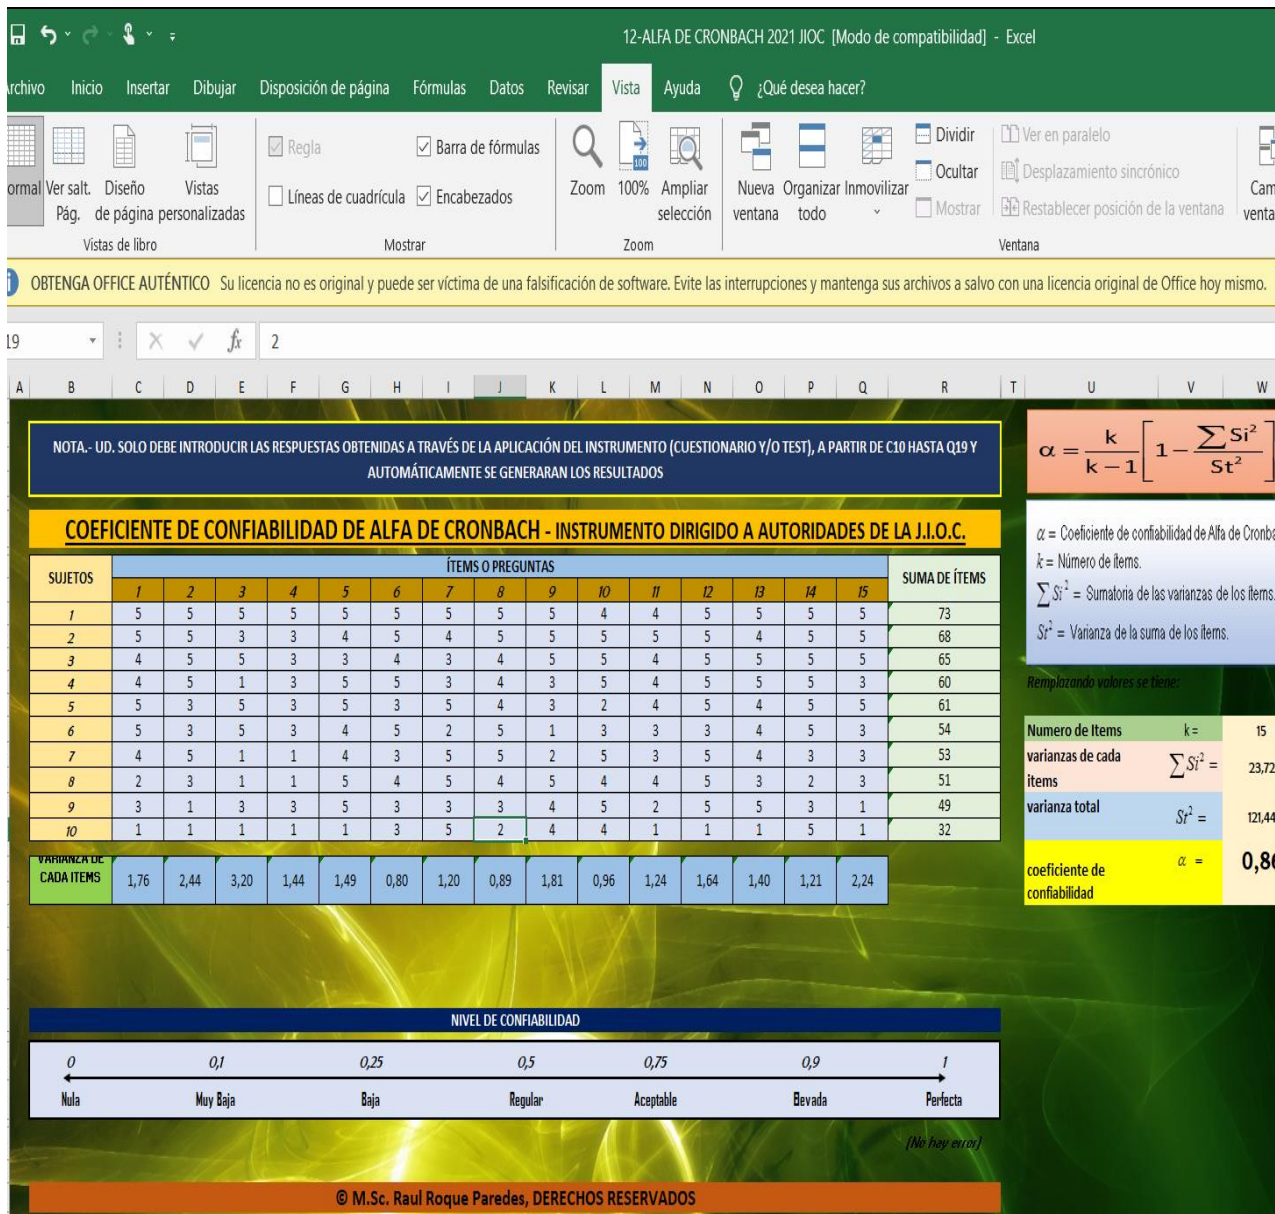 12-ALFA DE CRONBACH 2021 JIOC [Modo de compatibilidad] - Excel
Archivo Inicio Insertar Dibujar Disposición de página Fórmulas Datos Revisar Vista Ayuda ¿Qué desea hacer?
Regla Barra de fórmulas
Líneas de cuadrícula Encabezados
Normal Ver salt. Pág. Diseño de página Vistas personalizadas
Zoom 100% Ampliar selección
Nueva ventana Organizar todo Inmovilizar
Dividir
Ocultar
Mostrar
Ver en paralelo
Desplazamiento sincrónico
Restablecer posición de la ventana
Cam
venta
Vistas de libro Mostrar Zoom Ventana
OBTENGA OFFICE AUTÉNTICO Su licencia no es original y puede ser víctima de una falsificación de software. Evite las interrupciones y mantenga sus archivos a salvo con una licencia original de Office hoy mismo.
19 fx 2
A B C D E F G H I J K L M N O P Q R T U V W
NOTA.- UD. SOLO DEBE INTRODUCIR LAS RESPUESTAS OBTENIDAS A TRAVÉS DE LA APLICACIÓN DEL INSTRUMENTO (CUESTIONARIO Y/O TEST), A PARTIR DE C10 HASTA Q19 Y
AUTOMÁTICAMENTE SE GENERARAN LOS RESULTADOS
COEFICIENTE DE CONFIABILIDAD DE ALFA DE CRONBACH - INSTRUMENTO DIRIGIDO A AUTORIDADES DE LA J.I.O.C.
SUJETOS ÍTEMS O PREGUNTAS SUMA DE ÍTEMS
1 2 3 4 5 6 7 8 9 10 11 12 13 14 15
1 5 5 5 5 5 5 5 5 5 4 4 5 5 5 5 73
2 5 5 3 3 4 5 4 5 5 5 5 5 4 5 5 68
3 4 5 5 3 3 4 3 4 5 5 4 5 5 5 5 65
4 4 5 1 3 5 5 3 4 3 5 4 5 5 5 3 60
5 5 3 5 3 5 3 5 4 3 2 4 5 4 5 5 61
6 5 3 5 3 4 5 2 5 1 3 3 3 4 5 3 54
7 4 5 1 1 4 3 5 5 2 5 3 5 4 3 3 53
8 2 3 1 1 5 4 5 4 5 4 4 5 3 2 3 51
9 3 1 3 3 5 3 3 3 4 5 2 5 5 3 1 49
10 1 1 1 1 1 3 5 2 4 4 1 1 1 5 1 32
VARIANZA DE
CADA ITEMS 1,76 2,44 3,20 1,44 1,49 0,80 1,20 0,89 1,81 0,96 1,24 1,64 1,40 1,21 2,24
α = k / k − 1 [ 1 − ∑ Si² / St² ]
α = Coeficiente de confiabilidad de Alfa de Cronba
k = Número de ítems.
∑ Si² = Sumatoria de las varianzas de los ítems.
St² = Varianza de la suma de los ítems.
Remplazando valores se tiene:
Numero de Items k = 15
varianzas de cada items ∑ Si² = 23,72
varianza total St² = 121,44
coeficiente de confiabilidad α = 0,86
NIVEL DE CONFIABILIDAD
0 0,1 0,25 0,5 0,75 0,9 1
Nula Muy Baja Baja Regular Aceptable Elevada Perfecta
(No hay error)
© M.Sc. Raul Roque Paredes, DERECHOS RESERVADOS